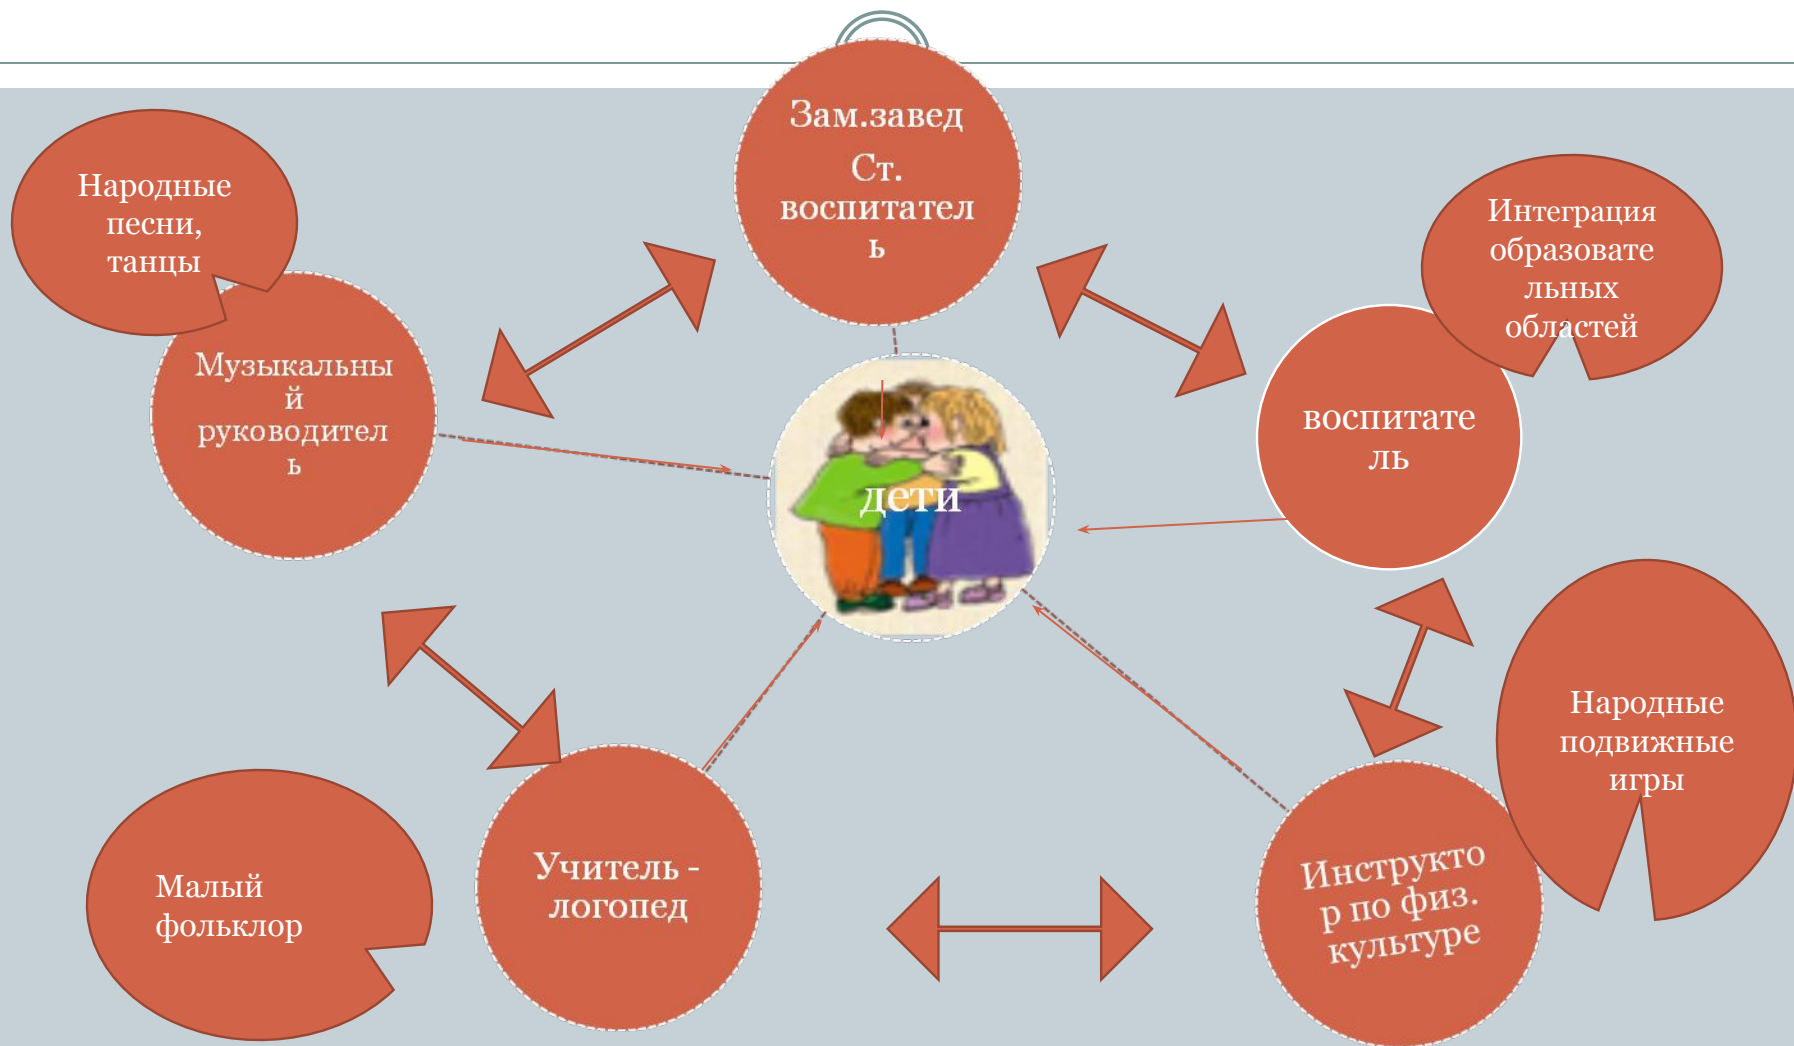 Зам.завед
Ст.
воспитател
ь
Народные
песни,
танцы
Музыкальны
й
руководител
ь
Интеграция
образовате
льных
областей
воспитате
ль
дети
Народные
подвижные
игры
Инструкто
р по физ.
культуре
Учитель -
логопед
Малый
фольклор